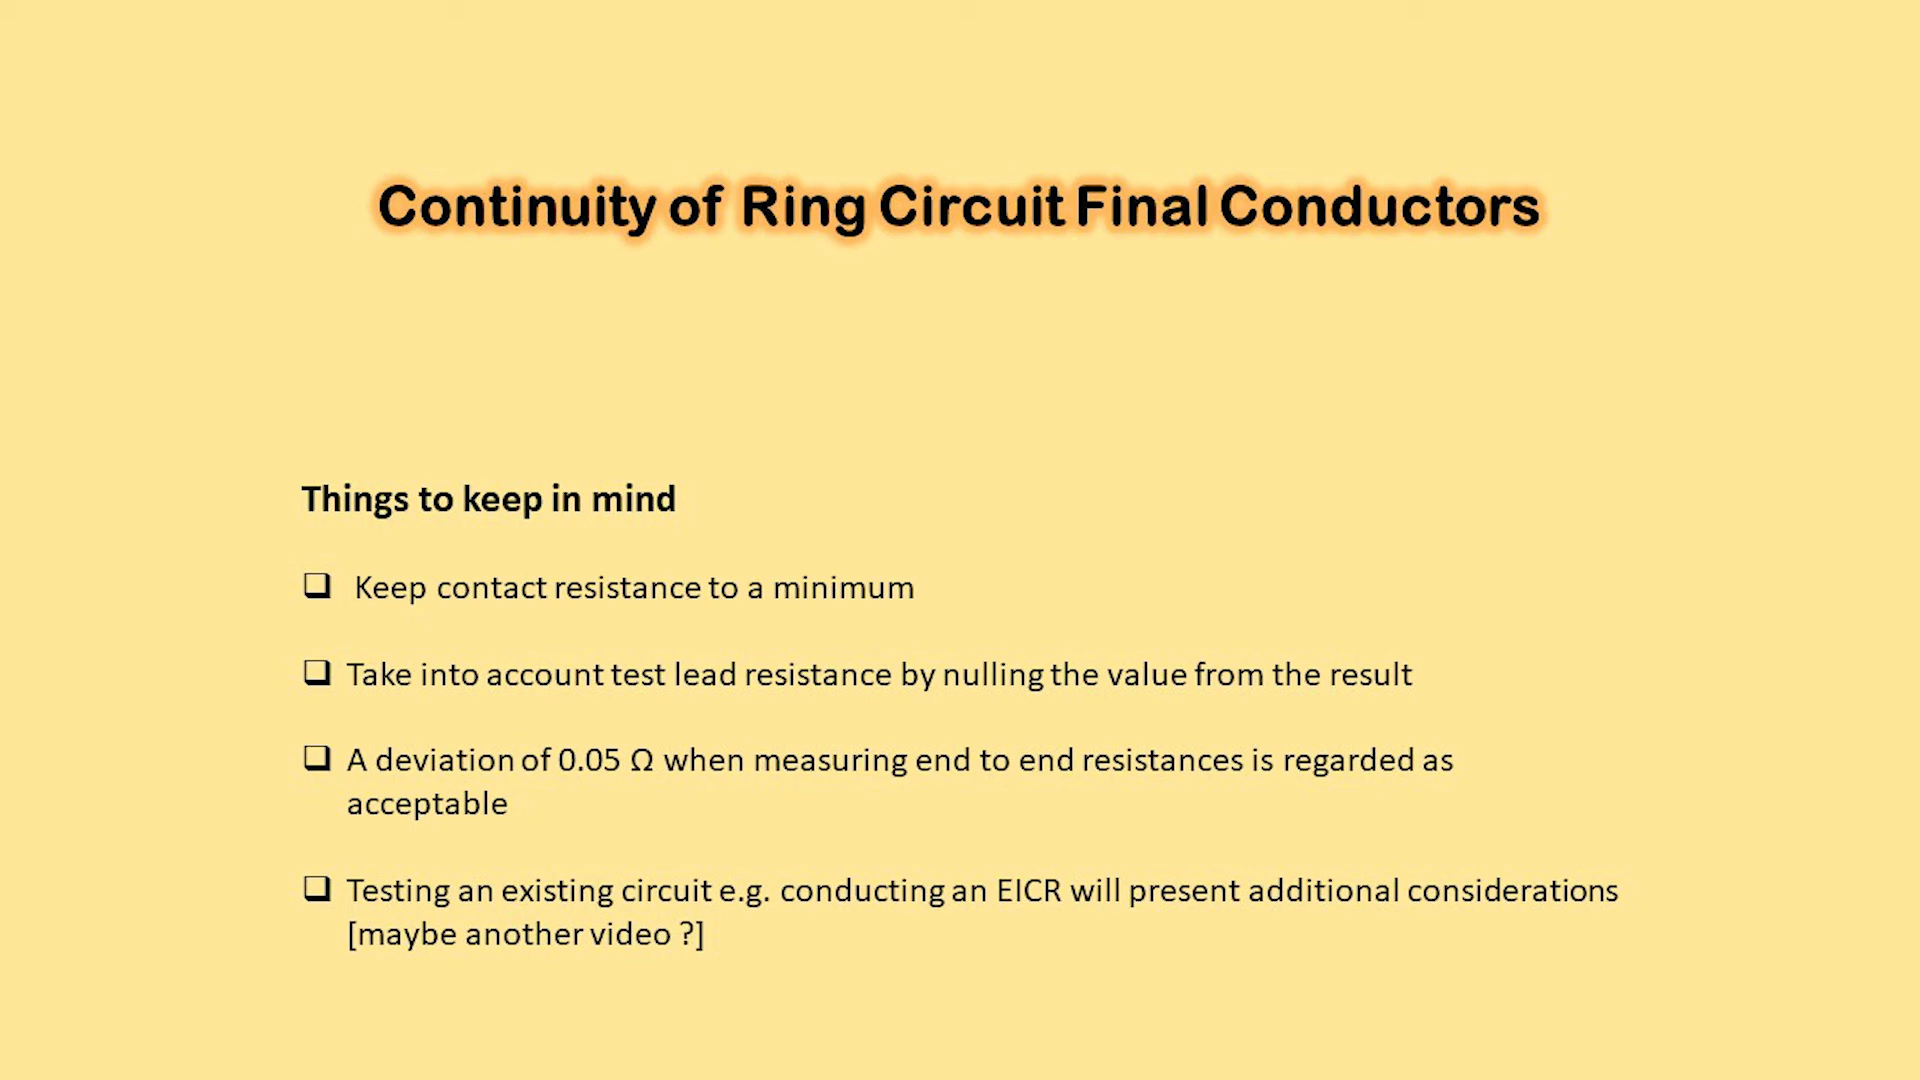 Continuity of Ring Circuit Final Conductors
Things to keep in mind
❑ Keep contact resistance to a minimum
❑ Take into account test lead resistance by nulling the value from the result
❑ A deviation of 0.05 Ω when measuring end to end resistances is regarded as
acceptable
❑ Testing an existing circuit e.g. conducting an EICR will present additional considerations
[maybe another video ?]